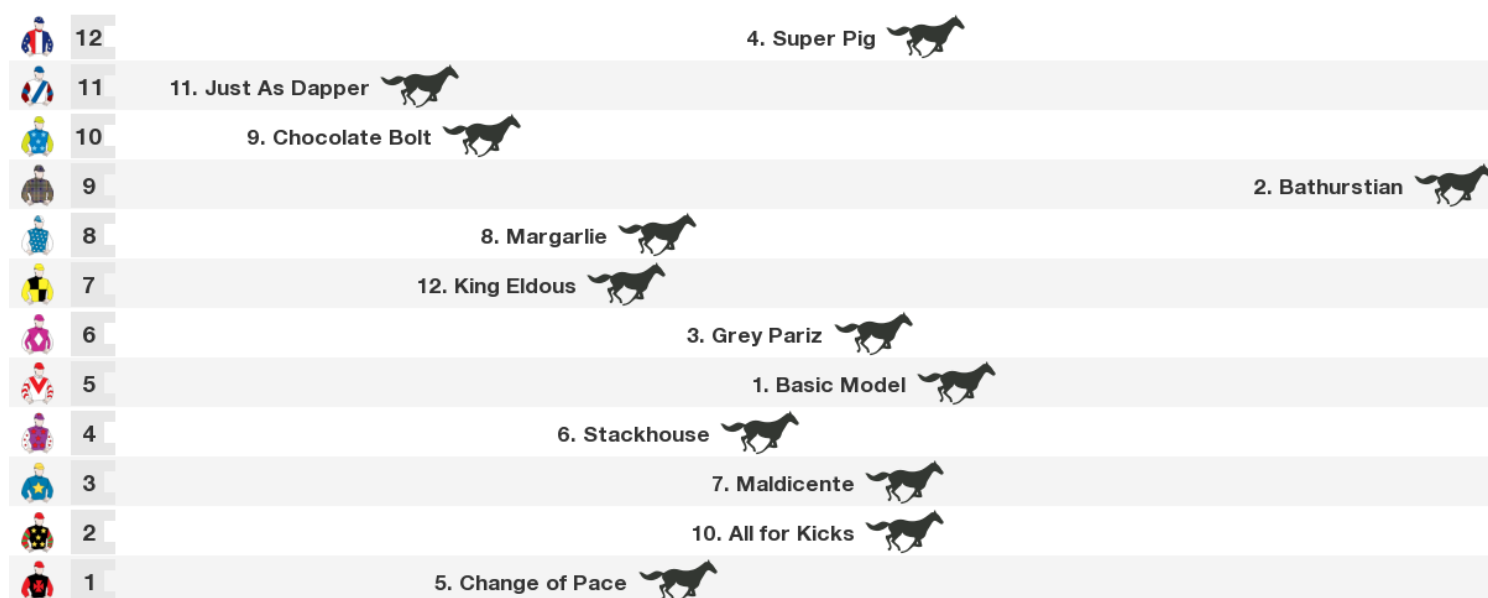 12 4. Super Pig
11 11. Just As Dapper
10 9. Chocolate Bolt
9 2. Bathurstian
8 8. Margarlie
7 12. King Eldous
6 3. Grey Pariz
5 1. Basic Model
4 6. Stackhouse
3 7. Maldicente
2 10. All for Kicks
1 5. Change of Pace